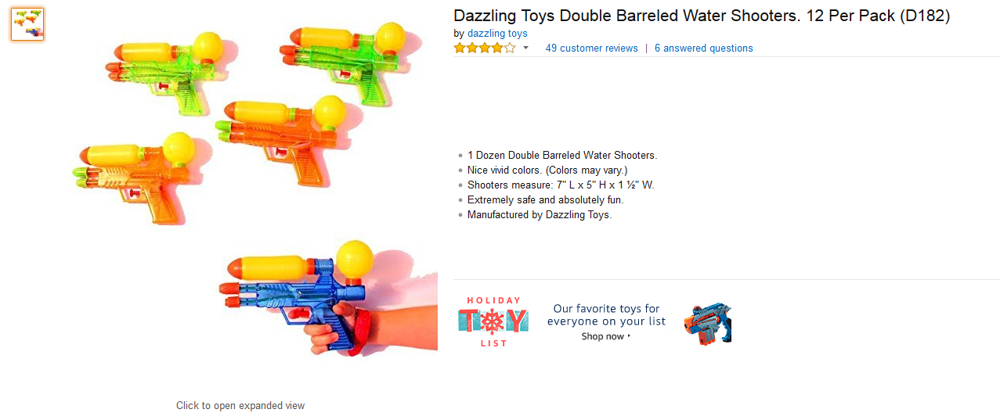 Dazzling Toys Double Barreled Water Shooters. 12 Per Pack (D182)
by dazzling toys
49 customer reviews | 6 answered questions
1 Dozen Double Barreled Water Shooters.
Nice vivid colors. (Colors may vary.)
Shooters measure: 7" L x 5" H x 1 ½" W.
Extremely safe and absolutely fun.
Manufactured by Dazzling Toys.
HOLIDAY
TOY
LIST
Our favorite toys for
everyone on your list
Shop now
Click to open expanded view